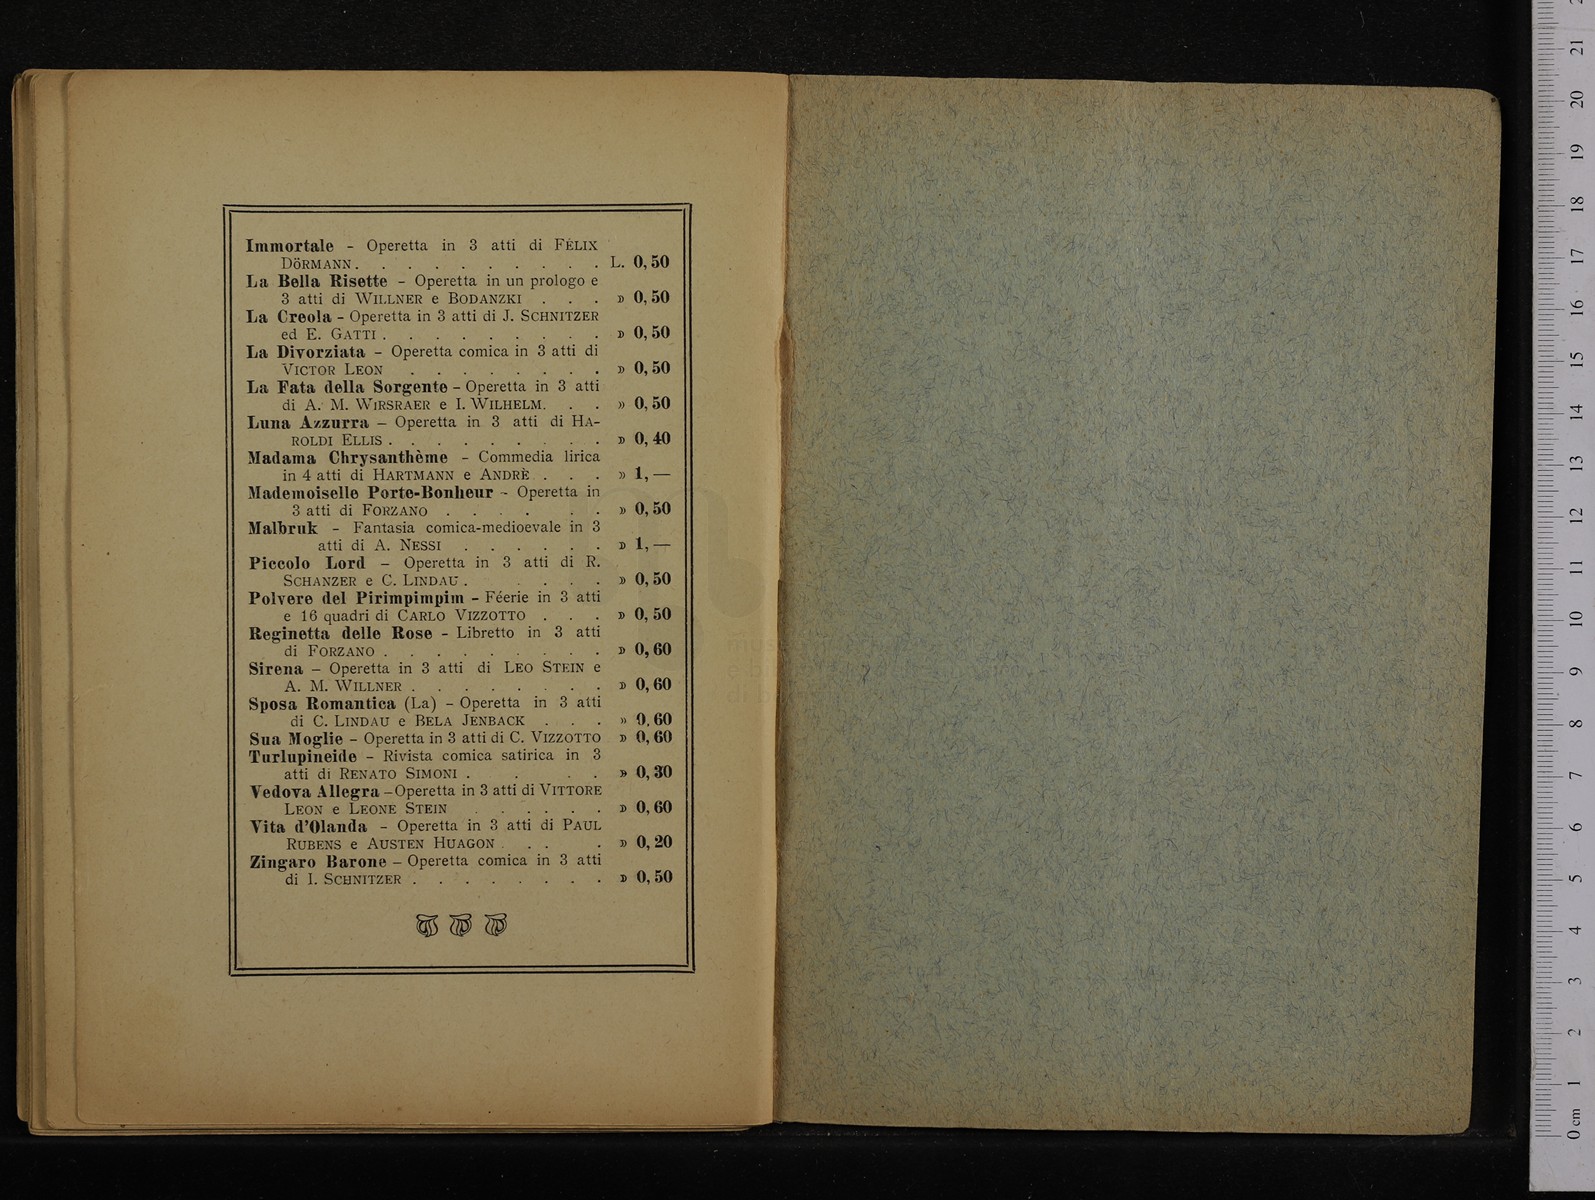 Immortale - Operetta in 3 atti di FÉLIX
DÖRMANN. . . . . . . . . . L. 0,50
La Bella Risette - Operetta in un prologo e
3 atti di WILLNER e BODANZKI . . . » 0,50
La Creola - Operetta in 3 atti di J. SCHNITZER
ed E. GATTI . . . . . . . . . » 0,50
La Divorziata - Operetta comica in 3 atti di
VICTOR LEON . . . . . . . . » 0,50
La Fata della Sorgente - Operetta in 3 atti
di A. M. WIRSRAER e I. WILHELM. . . » 0,50
Luna Azzurra - Operetta in 3 atti di HA-
ROLDI ELLIS . . . . . . . . . » 0,40
Madama Chrysanthème - Commedia lirica
in 4 atti di HARTMANN e ANDRÈ . . . » 1,—
Mademoiselle Porte-Bonheur - Operetta in
3 atti di FORZANO . . . . . . » 0,50
Malbruk - Fantasia comica-medioevale in 3
atti di A. NESSI . . . . . . » 1,—
Piccolo Lord - Operetta in 3 atti di R.
SCHANZER e C. LINDAU . . . . . » 0,50
Polvere del Pirimpimpim - Féerie in 3 atti
e 16 quadri di CARLO VIZZOTTO . . . » 0,50
Reginetta delle Rose - Libretto in 3 atti
di FORZANO . . . . . . . . . » 0,60
Sirena - Operetta in 3 atti di LEO STEIN e
A. M. WILLNER . . . . . . . . » 0,60
Sposa Romantica (La) - Operetta in 3 atti
di C. LINDAU e BELA JENBACK . . . » 0,60
Sua Moglie - Operetta in 3 atti di C. VIZZOTTO » 0,60
Turlupineide - Rivista comica satirica in 3
atti di RENATO SIMONI . . . . » 0,30
Vedova Allegra - Operetta in 3 atti di VITTORE
LEON e LEONE STEIN . . . . . » 0,60
Vita d'Olanda - Operetta in 3 atti di PAUL
RUBENS e AUSTEN HUAGON . . . . » 0,20
Zingaro Barone - Operetta comica in 3 atti
di I. SCHNITZER . . . . . . . . » 0,50
21
20
19
18
17
16
15
14
13
12
11
10
9
8
7
6
5
4
3
2
1
0 cm